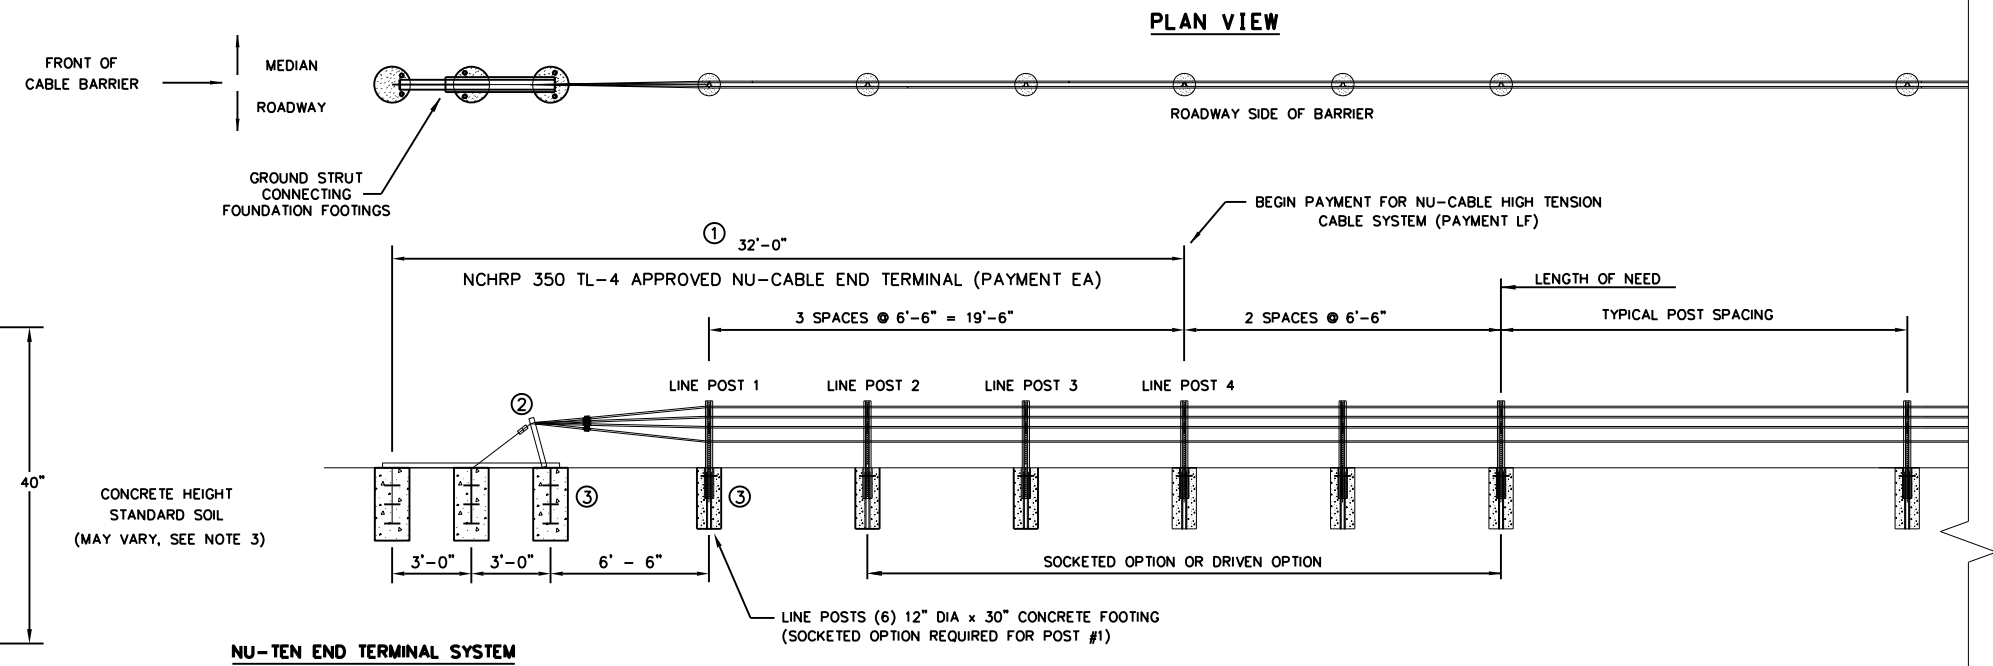 PLAN VIEW
FRONT OF
CABLE BARRIER
MEDIAN
ROADWAY
ROADWAY SIDE OF BARRIER
GROUND STRUT
CONNECTING
FOUNDATION FOOTINGS
BEGIN PAYMENT FOR NU-CABLE HIGH TENSION
CABLE SYSTEM (PAYMENT LF)
1 32'-0"
NCHRP 350 TL-4 APPROVED NU-CABLE END TERMINAL (PAYMENT EA)
LENGTH OF NEED
3 SPACES @ 6'-6" = 19'-6"
2 SPACES @ 6'-6"
TYPICAL POST SPACING
LINE POST 1
LINE POST 2
LINE POST 3
LINE POST 4
2
40"
CONCRETE HEIGHT
STANDARD SOIL
(MAY VARY, SEE NOTE 3)
3
3
3'-0"
3'-0"
6' - 6"
SOCKETED OPTION OR DRIVEN OPTION
LINE POSTS (6) 12" DIA x 30" CONCRETE FOOTING
(SOCKETED OPTION REQUIRED FOR POST #1)
NU-TEN END TERMINAL SYSTEM